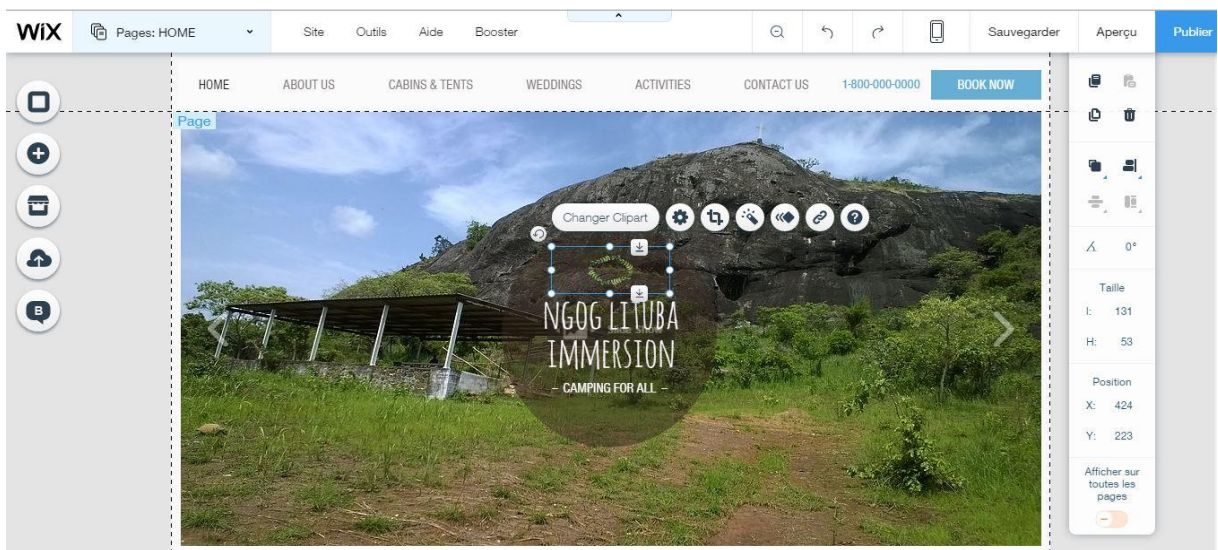 WiX Pages: HOME Site Outils Aide Booster Sauvegarder Aperçu Publier
HOME ABOUT US CABINS & TENTS WEDDINGS ACTIVITIES CONTACT US 1-800-000-0000 BOOK NOW
Page
Changer Clipart
NGOG LITUBA
IMMERSION
– CAMPING FOR ALL –
B
0°
Taille
l: 131
H: 53
Position
X: 424
Y: 223
Afficher sur
toutes les
pages